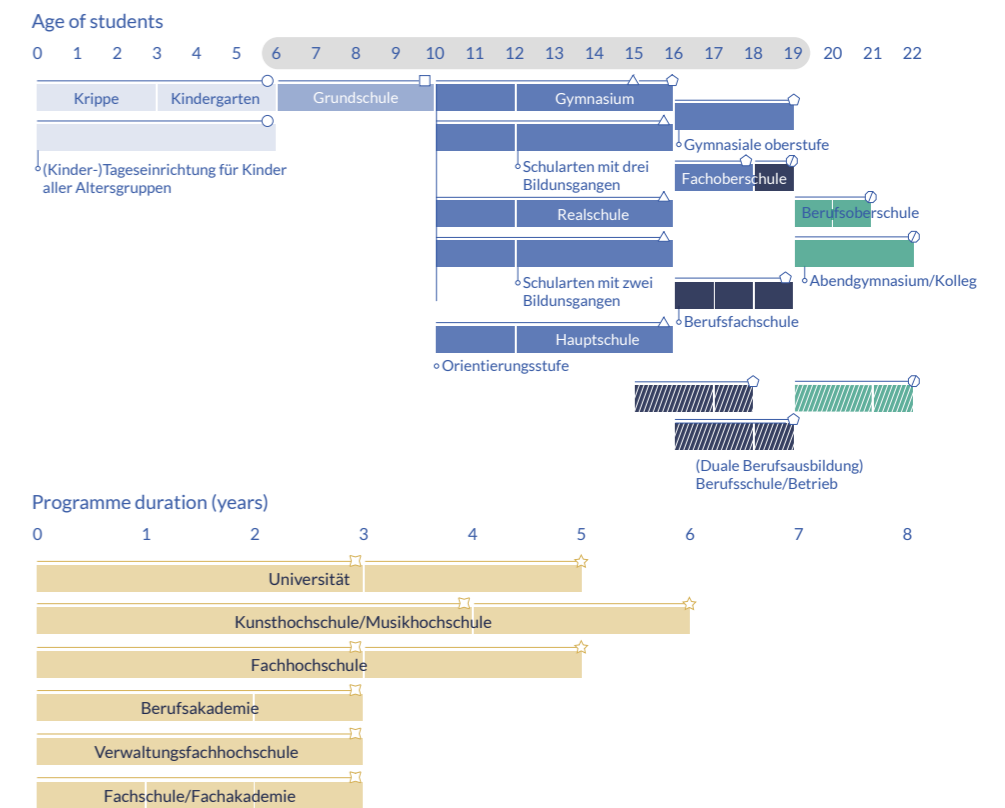 Age of students
0 1 2 3 4 5 6 7 8 9 10 11 12 13 14 15 16 17 18 19 20 21 22
Krippe Kindergarten Grundschule Gymnasium
Gymnasiale oberstufe
(Kinder-)Tageseinrichtung für Kinder
aller Altersgruppen
Schularten mit drei
Bildungsgangen
Fachoberschule
Realschule
Berufsoberschule
Schularten mit zwei
Bildungsgangen
Abendgymnasium/Kolleg
Berufsfachschule
Hauptschule
Orientierungsstufe
(Duale Berufsausbildung)
Berufsschule/Betrieb
Programme duration (years)
0 1 2 3 4 5 6 7 8
Universität
Kunsthochschule/Musikhochschule
Fachhochschule
Berufsakademie
Verwaltungsfachhochschule
Fachschule/Fachakademie